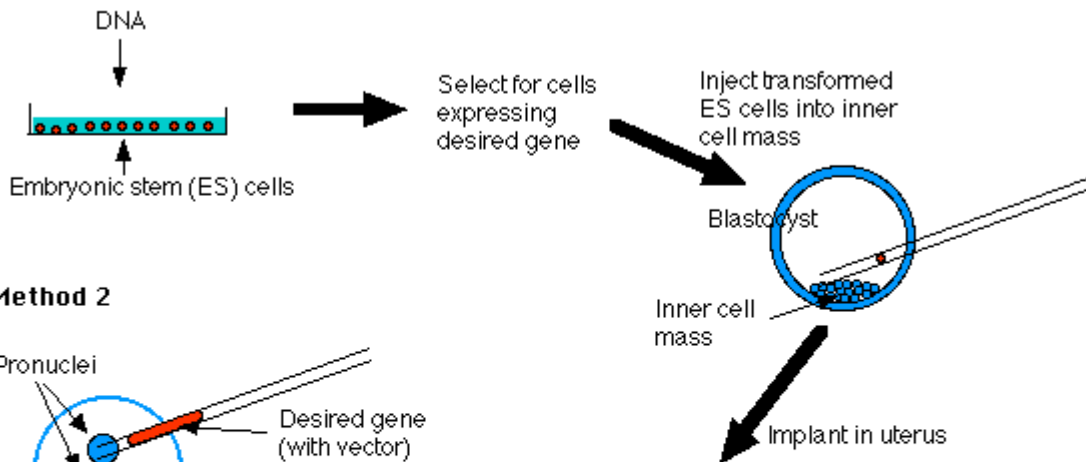 DNA
Embryonic stem (ES) cells
Select for cells
expressing
desired gene
Inject transformed
ES cells into inner
cell mass
Blastocyst
Inner cell
mass
Implant in uterus
Method 2
Pronuclei
Desired gene
(with vector)